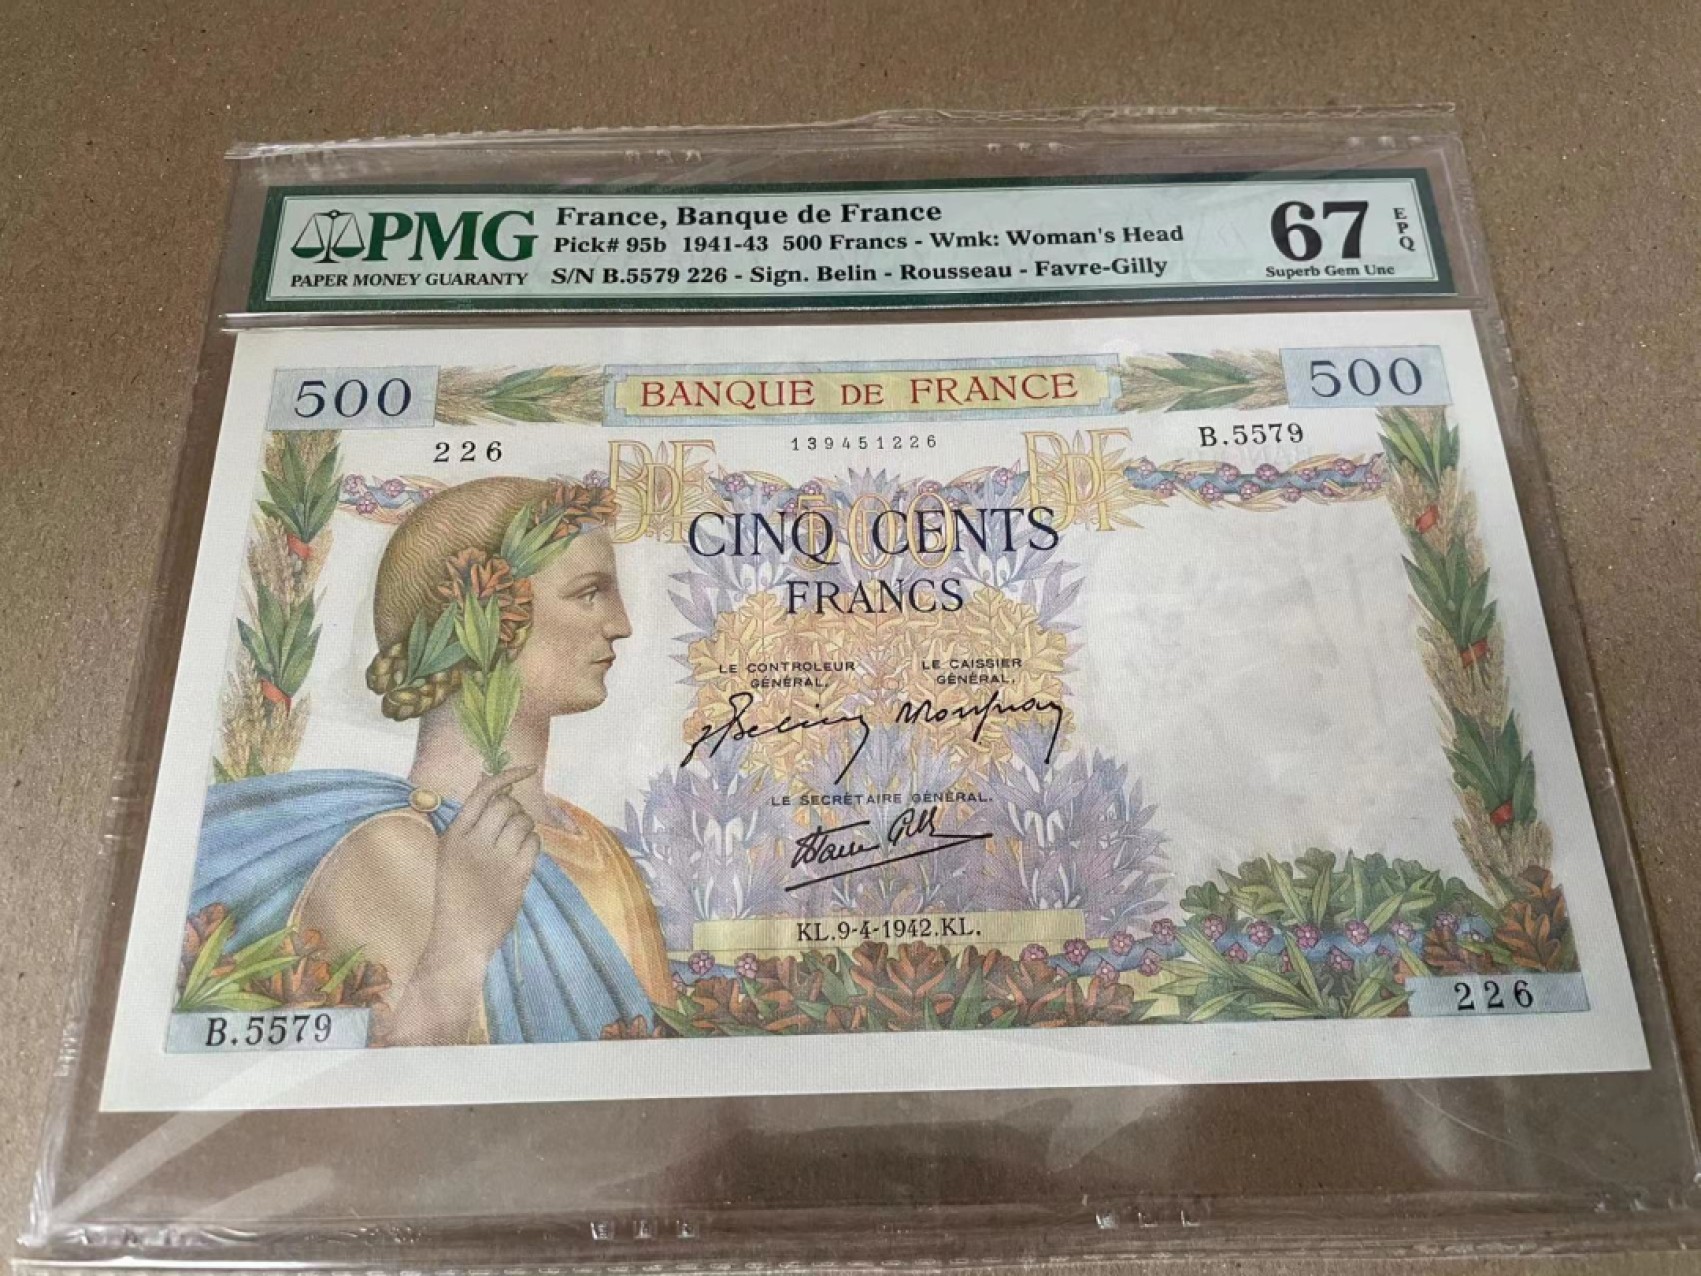 PMG
PAPER MONEY GUARANTY
France, Banque de France
Pick# 95b 1941-43 500 Francs - Wmk: Woman's Head
S/N B.5579 226 - Sign. Belin - Rousseau - Favre-Gilly
67
EPQ
Superb Gem Unc
500
BANQUE DE FRANCE
500
226
139451226
B.5579
BDF
BDF
500
CINQ CENTS
FRANCS
LE CONTROLEUR
GÉNÉRAL.
LE CAISSIER
GÉNÉRAL.
LE SECRÉTAIRE GÉNÉRAL.
KL.9-4-1942.KL.
B.5579
226